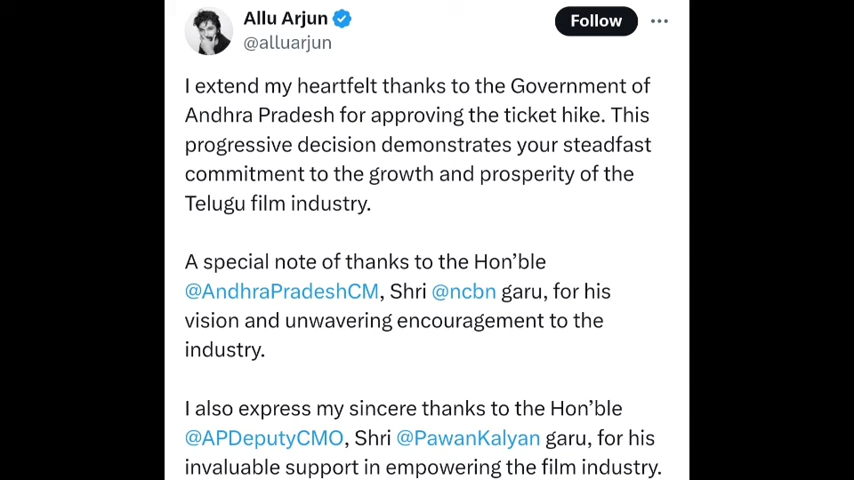 Allu Arjun
Follow
@alluarjun
I extend my heartfelt thanks to the Government of
Andhra Pradesh for approving the ticket hike. This
progressive decision demonstrates your steadfast
commitment to the growth and prosperity of the
Telugu film industry.
A special note of thanks to the Hon’ble
@AndhraPradeshCM, Shri @ncbn garu, for his
vision and unwavering encouragement to the
industry.
I also express my sincere thanks to the Hon’ble
@APDeputyCMO, Shri @PawanKalyan garu, for his
invaluable support in empowering the film industry.